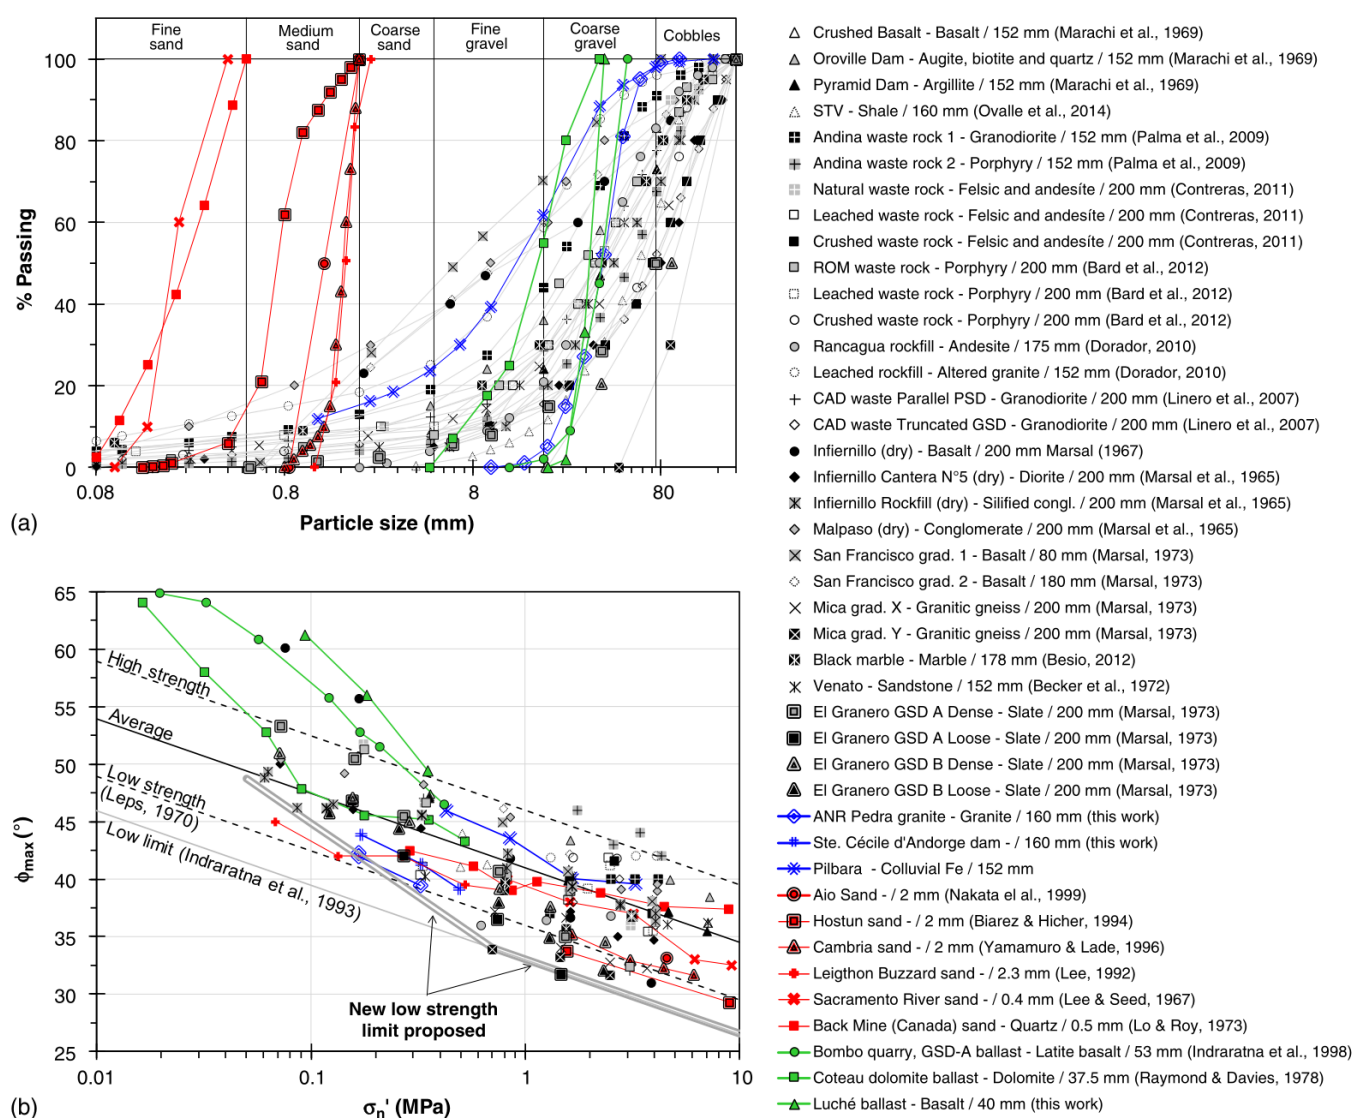 Fine sand
Medium sand
Coarse sand
Fine gravel
Coarse gravel
Cobbles
100
80
60
40
20
0
% Passing
0.08
0.8
8
80
Particle size (mm)
(a)
65
60
55
50
45
40
35
30
25
ϕmax (°)
High strength
Average
Low strength
(Leps, 1970)
Low limit (Indraratna et al., 1993)
New low strength
limit proposed
0.01
0.1
1
10
σn' (MPa)
(b)
Crushed Basalt - Basalt / 152 mm (Marachi et al., 1969)
Oroville Dam - Augite, biotite and quartz / 152 mm (Marachi et al., 1969)
Pyramid Dam - Argillite / 152 mm (Marachi et al., 1969)
STV - Shale / 160 mm (Ovalle et al., 2014)
Andina waste rock 1 - Granodiorite / 152 mm (Palma et al., 2009)
Andina waste rock 2 - Porphyry / 152 mm (Palma et al., 2009)
Natural waste rock - Felsic and andesíte / 200 mm (Contreras, 2011)
Leached waste rock - Felsic and andesíte / 200 mm (Contreras, 2011)
Crushed waste rock - Felsic and andesíte / 200 mm (Contreras, 2011)
ROM waste rock - Porphyry / 200 mm (Bard et al., 2012)
Leached waste rock - Porphyry / 200 mm (Bard et al., 2012)
Crushed waste rock - Porphyry / 200 mm (Bard et al., 2012)
Rancagua rockfill - Andesite / 175 mm (Dorador, 2010)
Leached rockfill - Altered granite / 152 mm (Dorador, 2010)
CAD waste Parallel PSD - Granodiorite / 200 mm (Linero et al., 2007)
CAD waste Truncated GSD - Granodiorite / 200 mm (Linero et al., 2007)
Infiernillo (dry) - Basalt / 200 mm Marsal (1967)
Infiernillo Cantera N°5 (dry) - Diorite / 200 mm (Marsal et al., 1965)
Infiernillo Rockfill (dry) - Silified congl. / 200 mm (Marsal et al., 1965)
Malpaso (dry) - Conglomerate / 200 mm (Marsal et al., 1965)
San Francisco grad. 1 - Basalt / 80 mm (Marsal, 1973)
San Francisco grad. 2 - Basalt / 180 mm (Marsal, 1973)
Mica grad. X - Granitic gneiss / 200 mm (Marsal, 1973)
Mica grad. Y - Granitic gneiss / 200 mm (Marsal, 1973)
Black marble - Marble / 178 mm (Besio, 2012)
Venato - Sandstone / 152 mm (Becker et al., 1972)
El Granero GSD A Dense - Slate / 200 mm (Marsal, 1973)
El Granero GSD A Loose - Slate / 200 mm (Marsal, 1973)
El Granero GSD B Dense - Slate / 200 mm (Marsal, 1973)
El Granero GSD B Loose - Slate / 200 mm (Marsal, 1973)
ANR Pedra granite - Granite / 160 mm (this work)
Ste. Cécile d'Andorge dam - / 160 mm (this work)
Pilbara - Colluvial Fe / 152 mm
Aio Sand - / 2 mm (Nakata et al., 1999)
Hostun sand - / 2 mm (Biarez & Hicher, 1994)
Cambria sand - / 2 mm (Yamamuro & Lade, 1996)
Leigthon Buzzard sand - / 2.3 mm (Lee, 1992)
Sacramento River sand - / 0.4 mm (Lee & Seed, 1967)
Back Mine (Canada) sand - Quartz / 0.5 mm (Lo & Roy, 1973)
Bombo quarry, GSD-A ballast - Latite basalt / 53 mm (Indraratna et al., 1998)
Coteau dolomite ballast - Dolomite / 37.5 mm (Raymond & Davies, 1978)
Luché ballast - Basalt / 40 mm (this work)